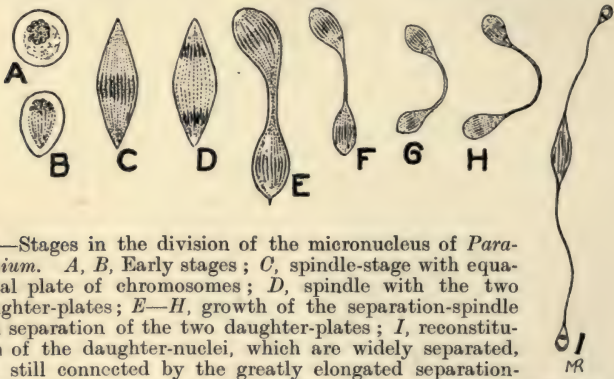 A
B
C
D
E
F
G
H
I
MR
—Stages in the division of the micronucleus of Para-
ium. A, B, Early stages ; C, spindle-stage with equa-
al plate of chromosomes ; D, spindle with the two
ghter-plates ; E—H, growth of the separation-spindle
separation of the two daughter-plates ; I, reconstitu-
of the daughter-nuclei, which are widely separated,
still connected by the greatly elongated separation-